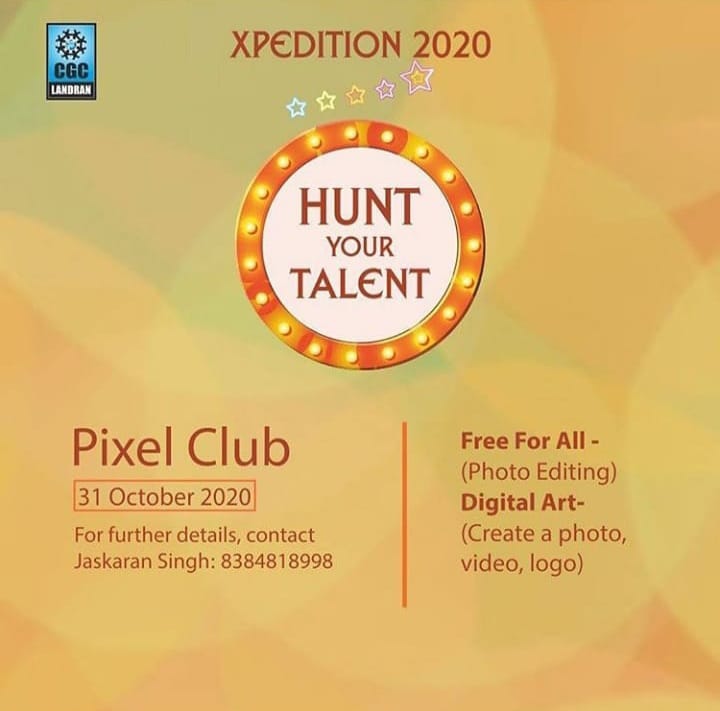 CGC
LANDRAN
XPEDITION 2020
HUNT
YOUR
TALENT
Pixel Club
31 October 2020
For further details, contact
Jaskaran Singh: 8384818998
Free For All -
(Photo Editing)
Digital Art-
(Create a photo,
video, logo)